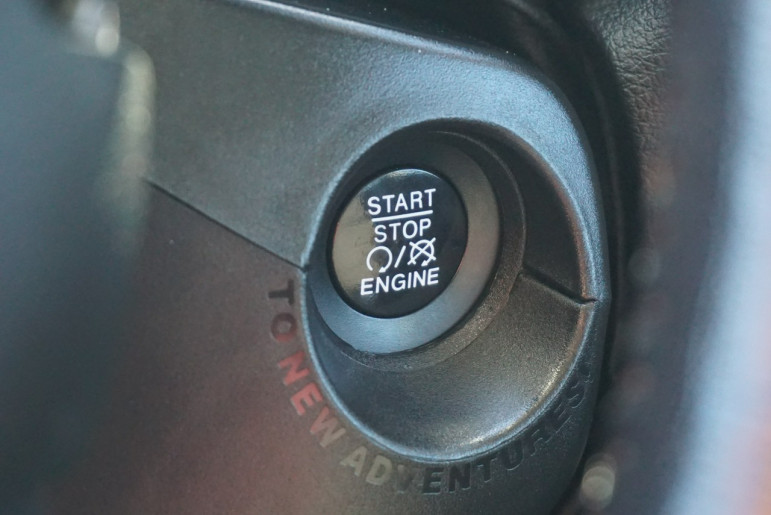 START
STOP
ENGINE
TO NEW ADVENTURES!